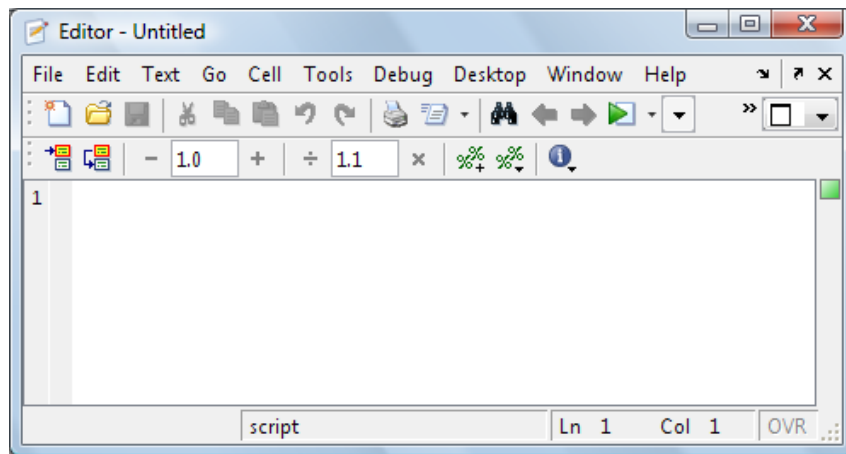 Editor - Untitled
File Edit Text Go Cell Tools Debug Desktop Window Help
- 1.0 + ÷ 1.1 ×
1
script Ln 1 Col 1 OVR